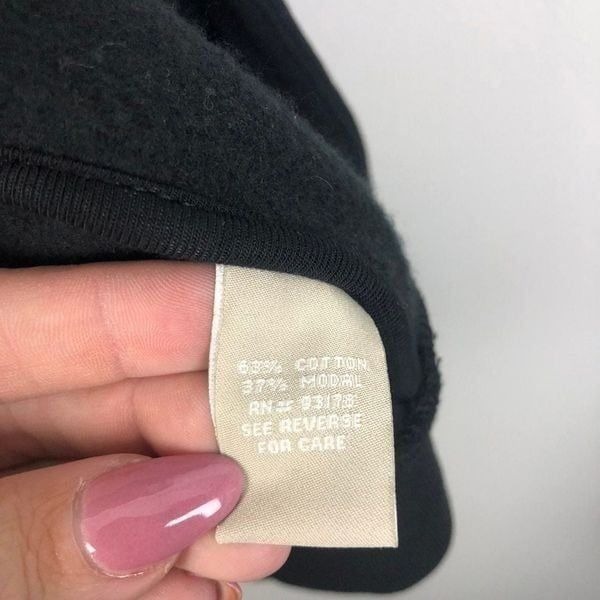 63% COTTON
37% MODAL
RN# 93178
SEE REVERSE
FOR CARE